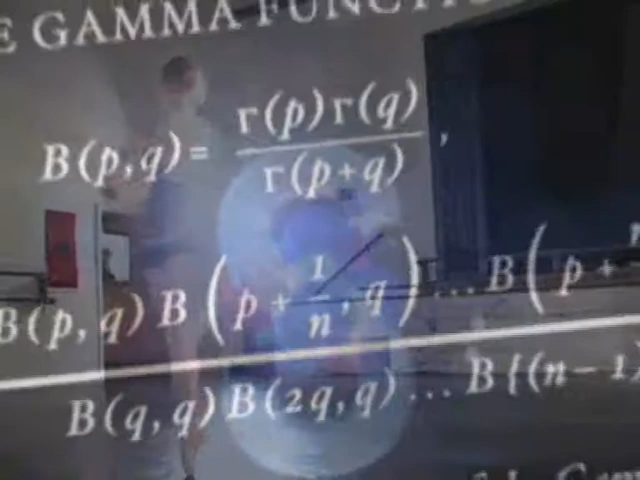 E GAMMA FUNCTI
B(p,q) = Γ(p)Γ(q) / Γ(p+q) ,
B(p,q) B (p + 1/n, q) ... B (p +
B(q,q) B(2q,q) ... B {(n-1)